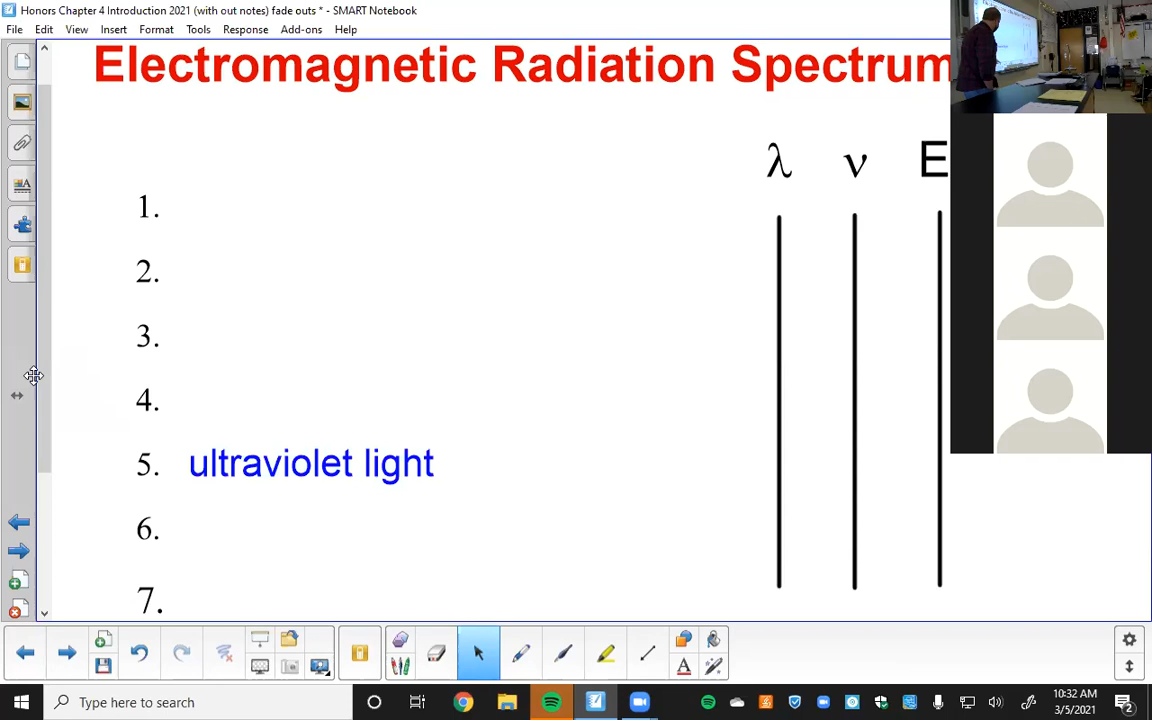 Honors Chapter 4 Introduction 2021 (with out notes) fade outs * - SMART Notebook
File Edit View Insert Format Tools Response Add-ons Help
Electromagnetic Radiation Spectrum
λ ν E
1.
2.
3.
4.
5. ultraviolet light
6.
7.
Type here to search
10:32 AM
3/5/2021
2